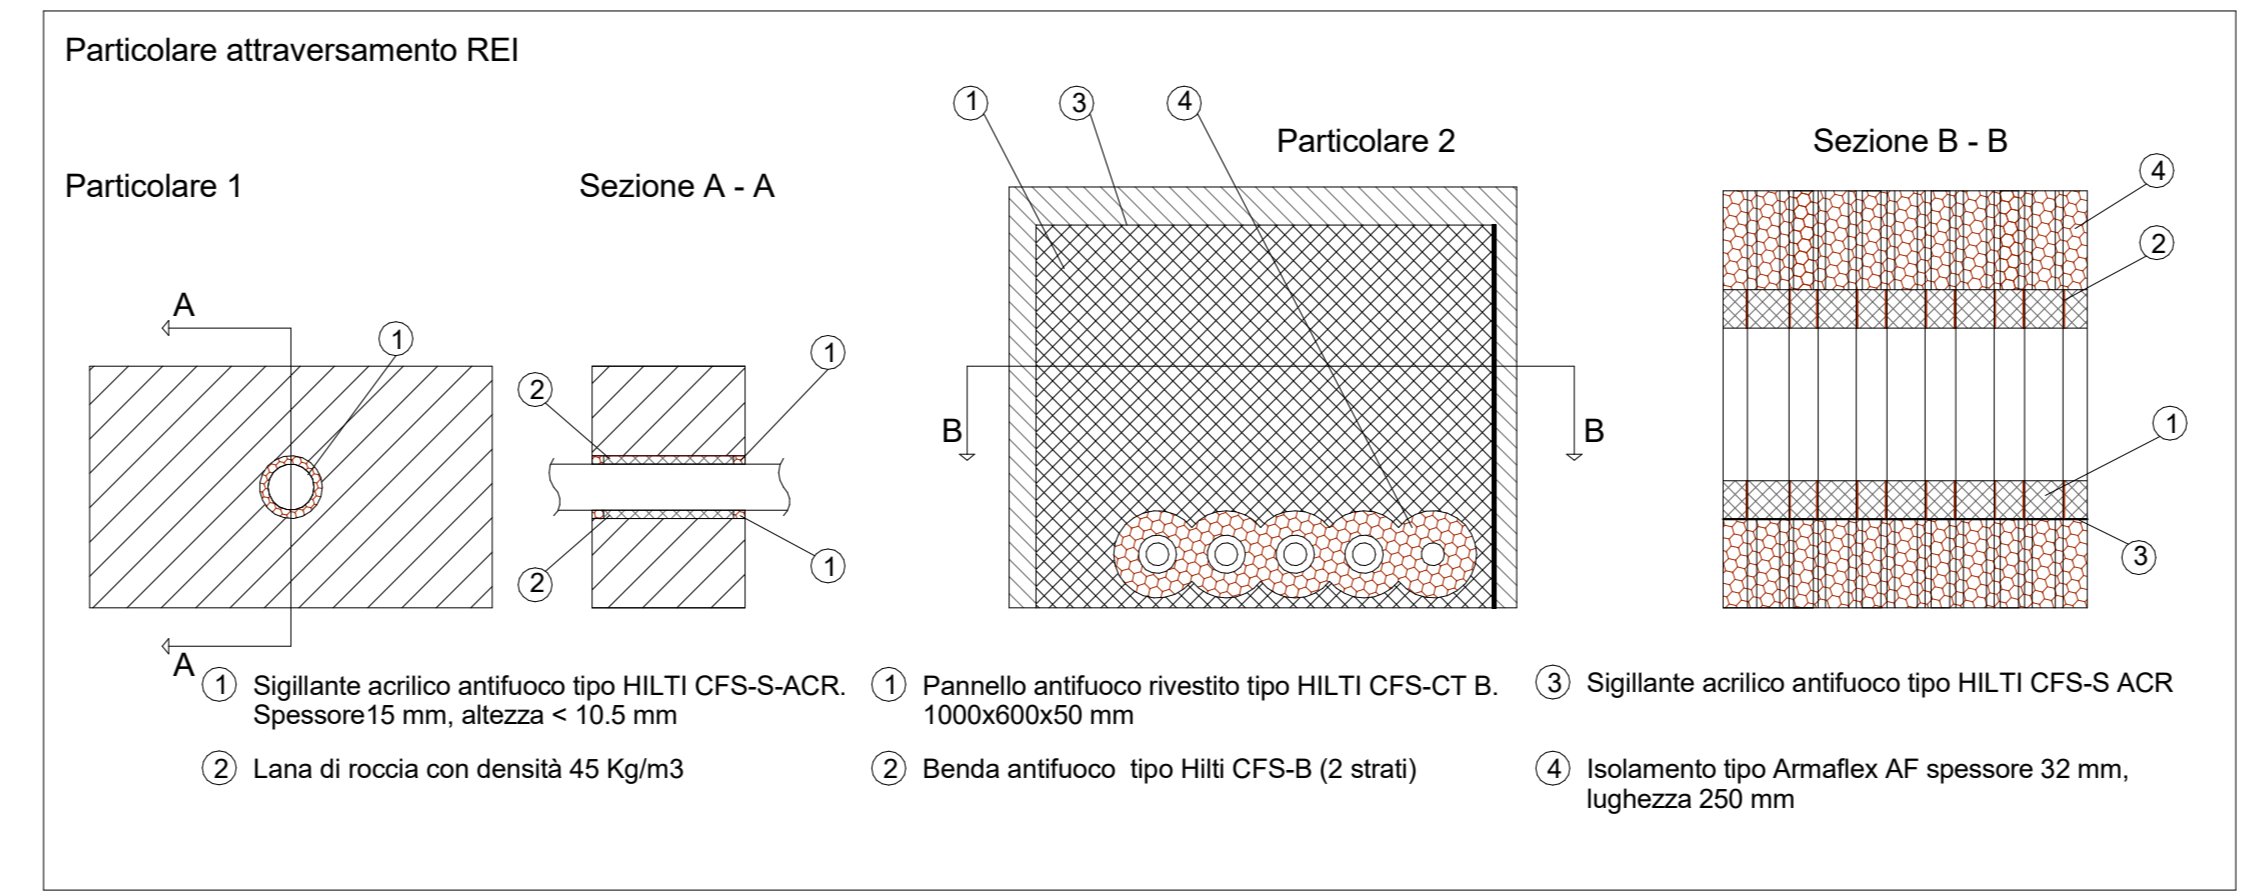 Particolare attraversamento REI
Particolare 1
Sezione A - A
Particolare 2
Sezione B - B
A
A
1
2
1
2
1
1
3
4
B
B
4
2
1
3
1 Sigillante acrilico antifuoco tipo HILTI CFS-S-ACR.
Spessore15 mm, altezza < 10.5 mm
2 Lana di roccia con densità 45 Kg/m3
1 Pannello antifuoco rivestito tipo HILTI CFS-CT B.
1000x600x50 mm
2 Benda antifuoco tipo Hilti CFS-B (2 strati)
3 Sigillante acrilico antifuoco tipo HILTI CFS-S ACR
4 Isolamento tipo Armaflex AF spessore 32 mm,
lughezza 250 mm